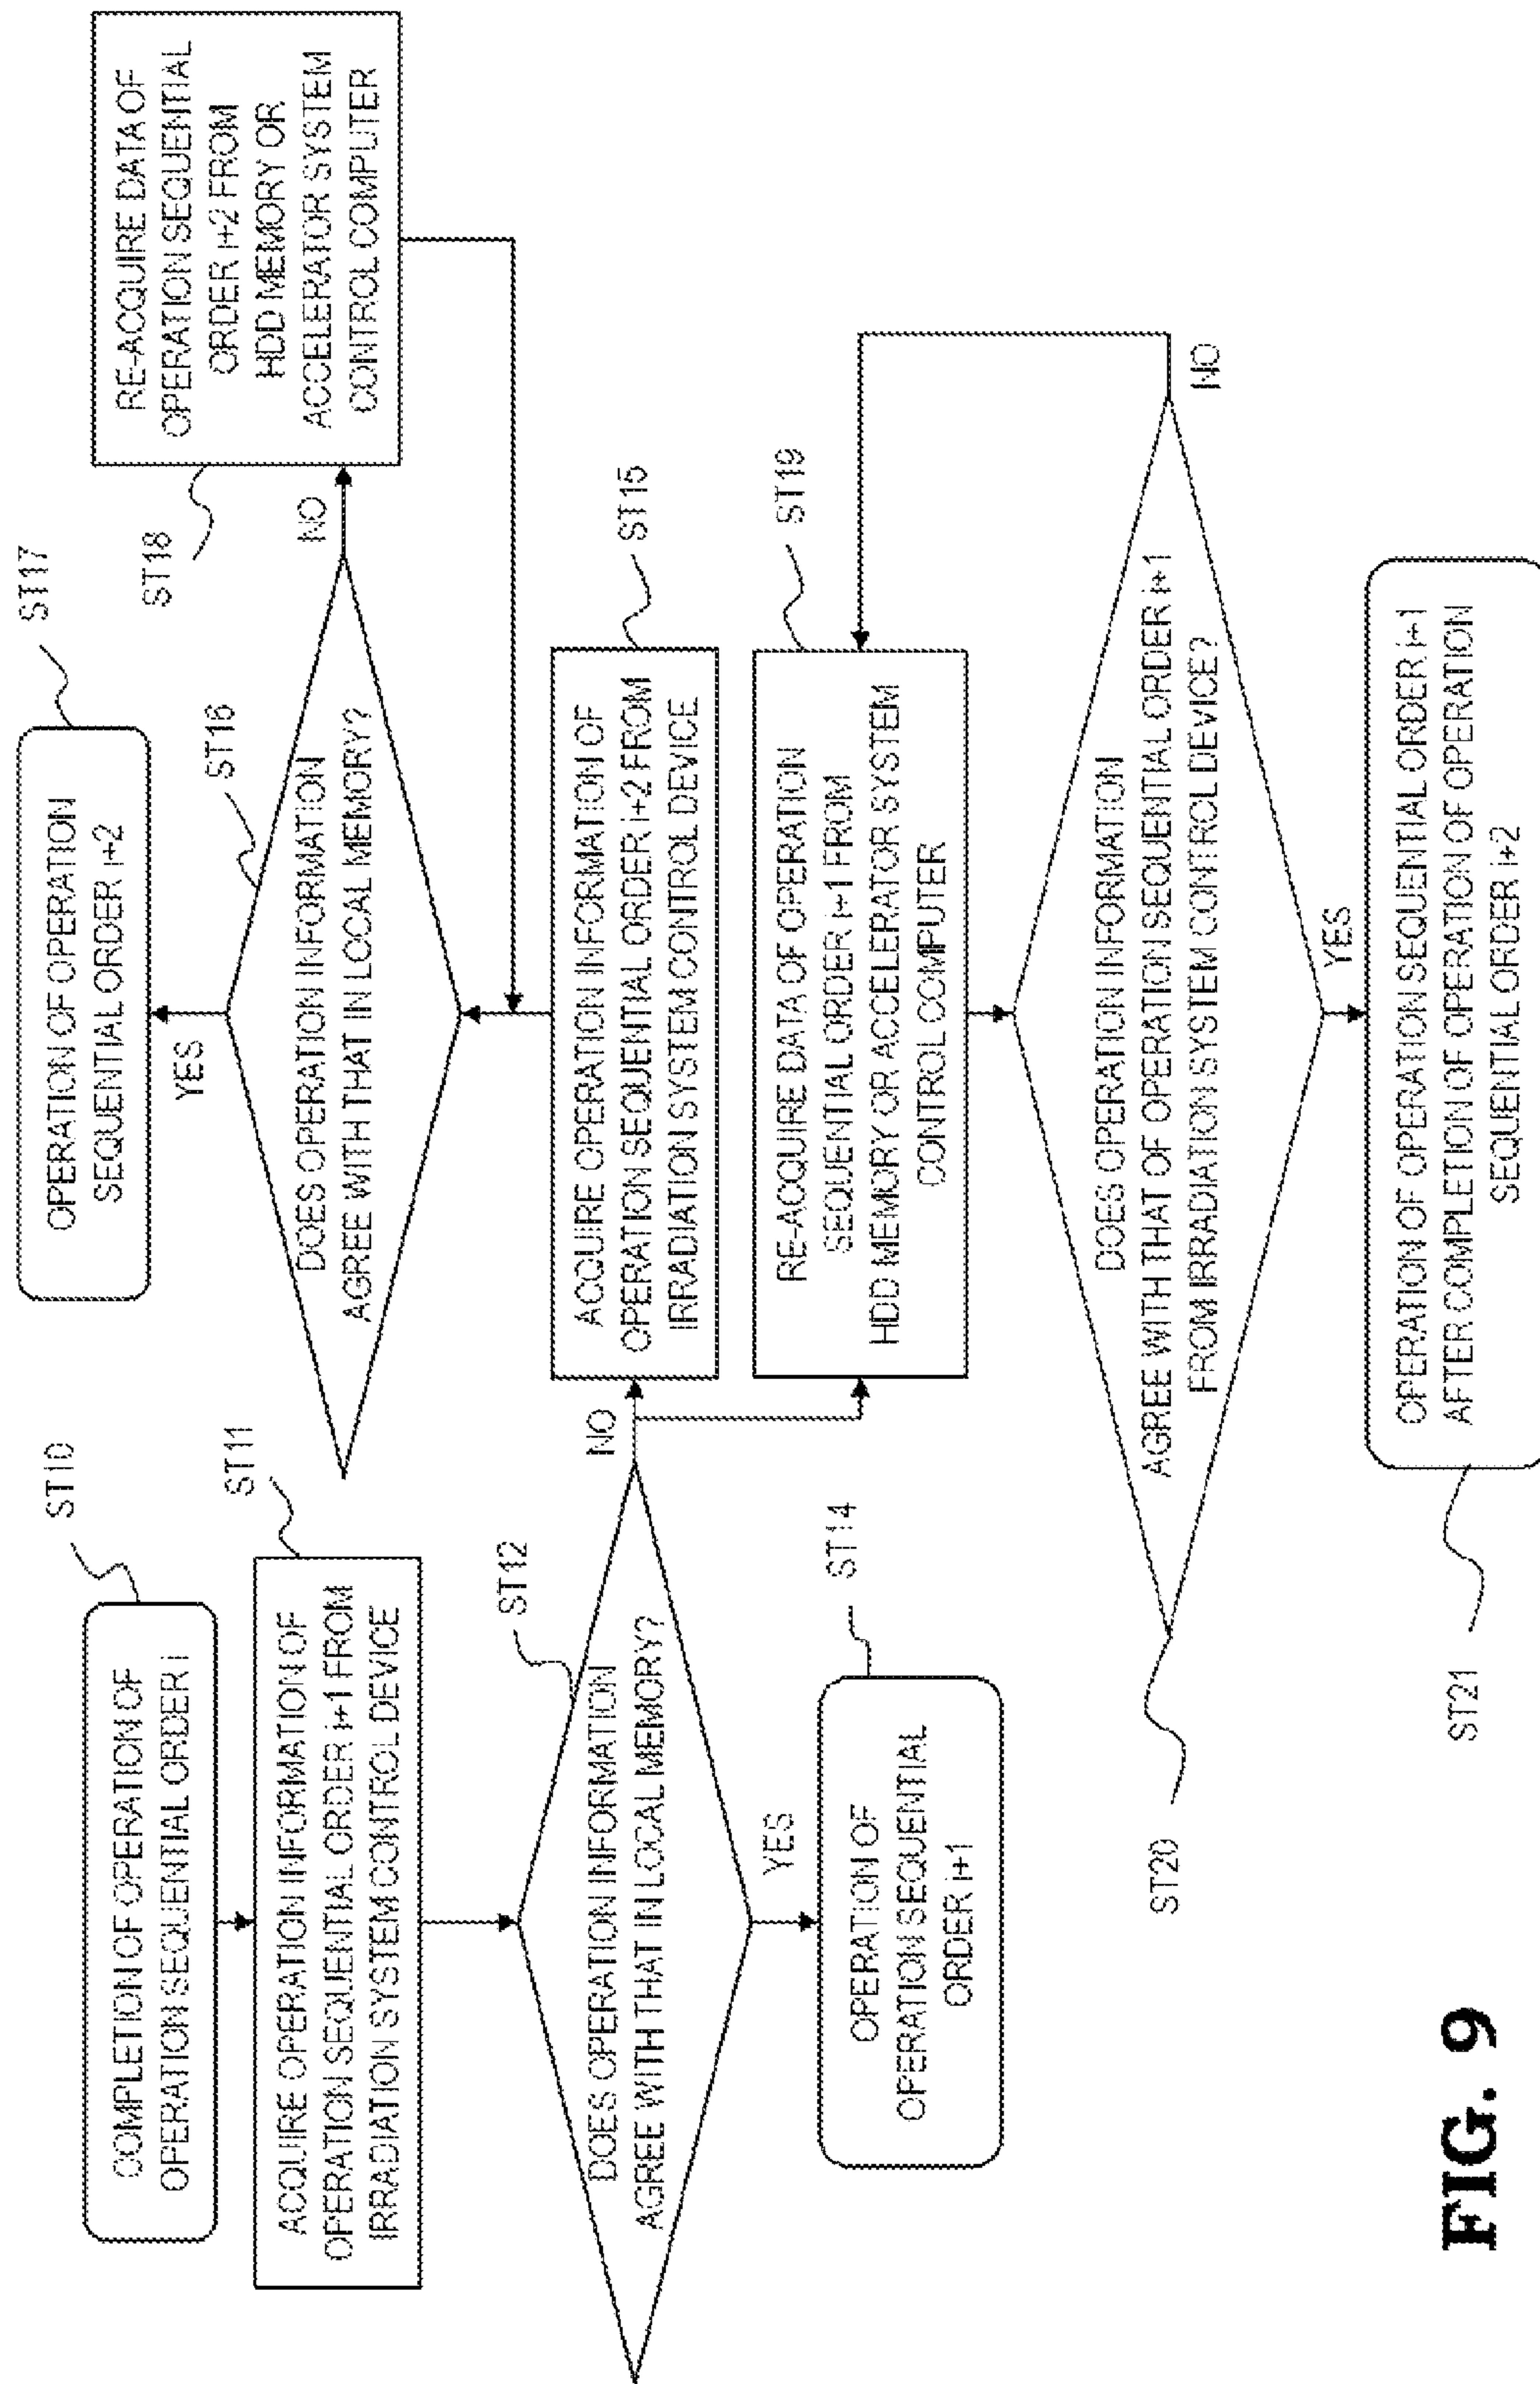 ST10
COMPLETION OF OPERATION OF
OPERATION SEQUENTIAL ORDER i
ST11
ACQUIRE OPERATION INFORMATION OF
OPERATION SEQUENTIAL ORDER i+1 FROM
IRRADIATION SYSTEM CONTROL DEVICE
ST12
DOES OPERATION INFORMATION
AGREE WITH THAT IN LOCAL MEMORY?
YES
NO
ST14
OPERATION OF
OPERATION SEQUENTIAL
ORDER i+1
ST17
OPERATION OF OPERATION
SEQUENTIAL ORDER i+2
YES
ST16
DOES OPERATION INFORMATION
AGREE WITH THAT IN LOCAL MEMORY?
NO
ST18
RE-ACQUIRE DATA OF
OPERATION SEQUENTIAL
ORDER i+2 FROM
HDD MEMORY OR
ACCELERATOR SYSTEM
CONTROL COMPUTER
ST15
ACQUIRE OPERATION INFORMATION OF
OPERATION SEQUENTIAL ORDER i+2 FROM
IRRADIATION SYSTEM CONTROL DEVICE
ST19
RE-ACQUIRE DATA OF OPERATION
SEQUENTIAL ORDER i+1 FROM
HDD MEMORY OR ACCELERATOR SYSTEM
CONTROL COMPUTER
ST20
DOES OPERATION INFORMATION
AGREE WITH THAT OF OPERATION SEQUENTIAL ORDER i+1
FROM IRRADIATION SYSTEM CONTROL DEVICE?
NO
YES
ST21
OPERATION OF OPERATION SEQUENTIAL ORDER i+1
AFTER COMPLETION OF OPERATION OF OPERATION
SEQUENTIAL ORDER i+2
FIG. 9